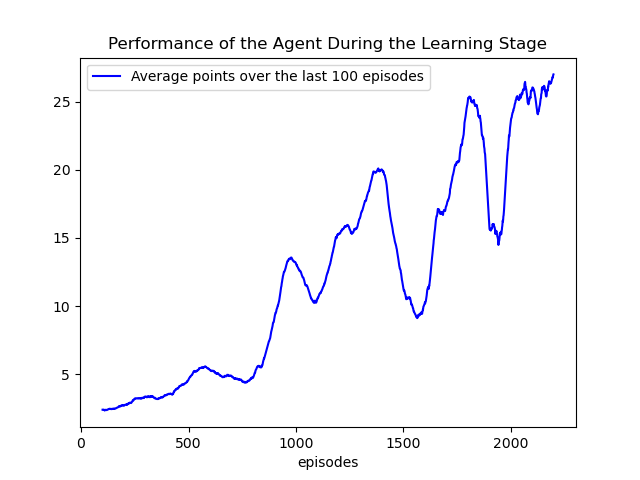 Performance of the Agent During the Learning Stage
Average points over the last 100 episodes
25
20
15
10
5
0 500 1000 1500 2000
episodes